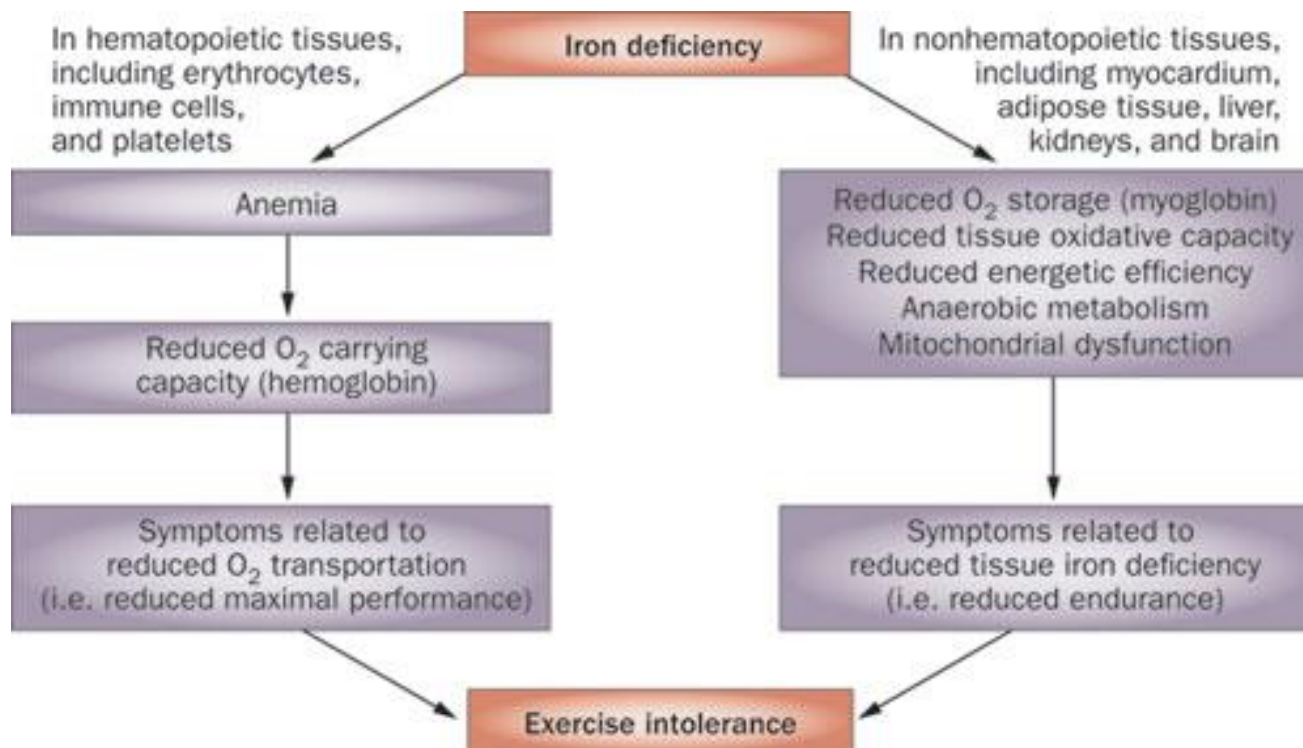 In hematopoietic tissues,
including erythrocytes,
immune cells,
and platelets
Iron deficiency
In nonhematopoietic tissues,
including myocardium,
adipose tissue, liver,
kidneys, and brain
Anemia
Reduced O₂ carrying
capacity (hemoglobin)
Symptoms related to
reduced O₂ transportation
(i.e. reduced maximal performance)
Reduced O₂ storage (myoglobin)
Reduced tissue oxidative capacity
Reduced energetic efficiency
Anaerobic metabolism
Mitochondrial dysfunction
Symptoms related to
reduced tissue iron deficiency
(i.e. reduced endurance)
Exercise intolerance